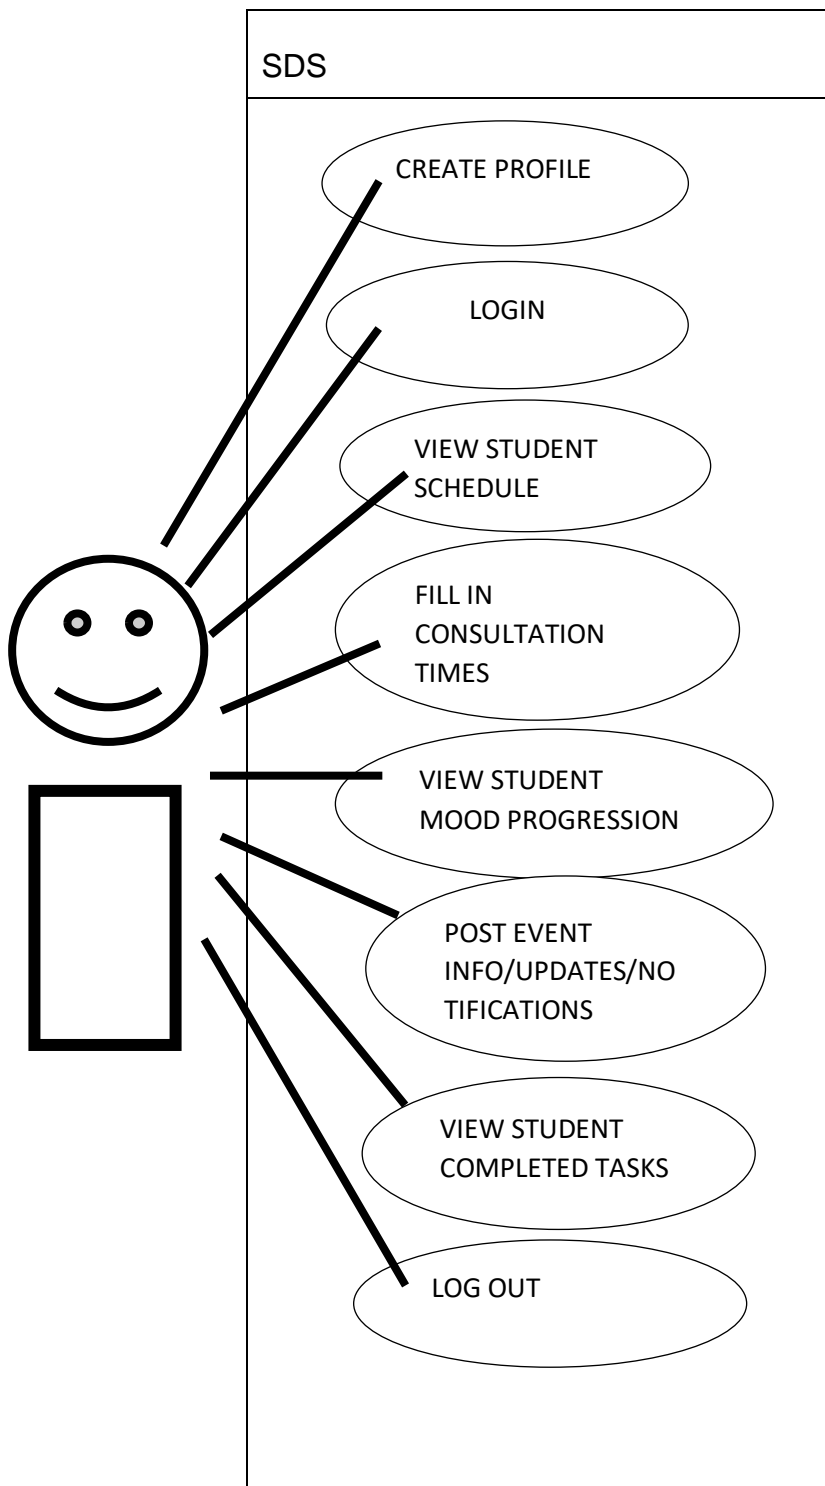 SDS
CREATE PROFILE
LOGIN
VIEW STUDENT
SCHEDULE
FILL IN
CONSULTATION
TIMES
VIEW STUDENT
MOOD PROGRESSION
POST EVENT
INFO/UPDATES/NO
TIFICATIONS
VIEW STUDENT
COMPLETED TASKS
LOG OUT